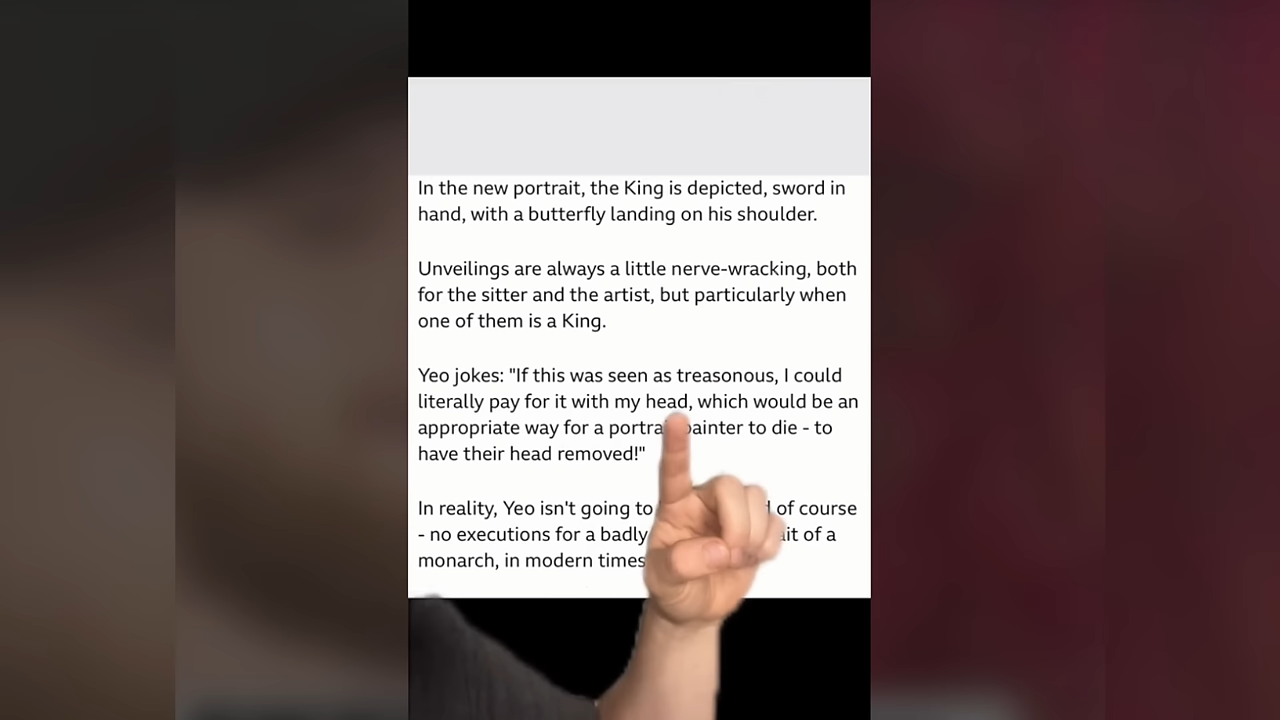 In the new portrait, the King is depicted, sword in
hand, with a butterfly landing on his shoulder.
Unveilings are always a little nerve-wracking, both
for the sitter and the artist, but particularly when
one of them is a King.
Yeo jokes: "If this was seen as treasonous, I could
literally pay for it with my head, which would be an
appropriate way for a portrait painter to die - to
have their head removed!"
In reality, Yeo isn't going to of course
- no executions for a badly of a
monarch, in modern times